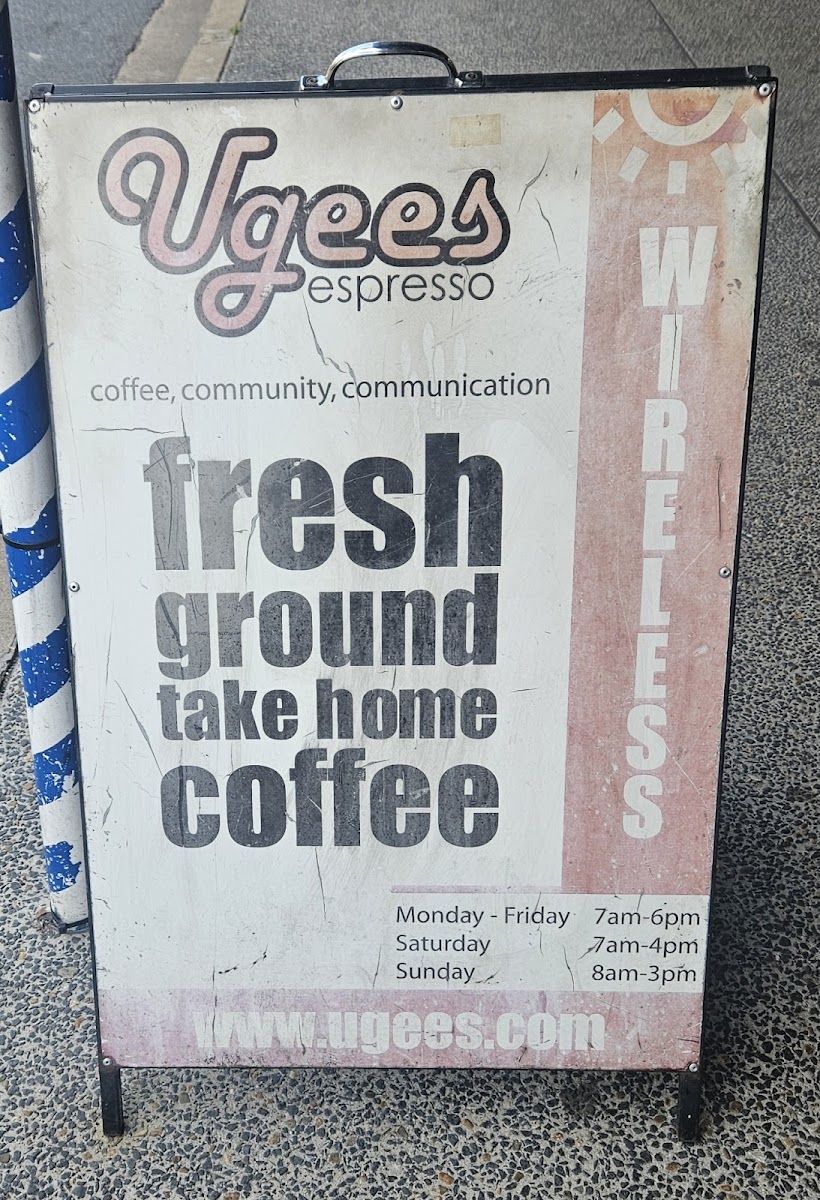 Ugees
espresso
coffee, community, communication
fresh
ground
take home
coffee
WIRELESS
Monday - Friday 7am-6pm
Saturday 7am-4pm
Sunday 8am-3pm
www.ugees.com